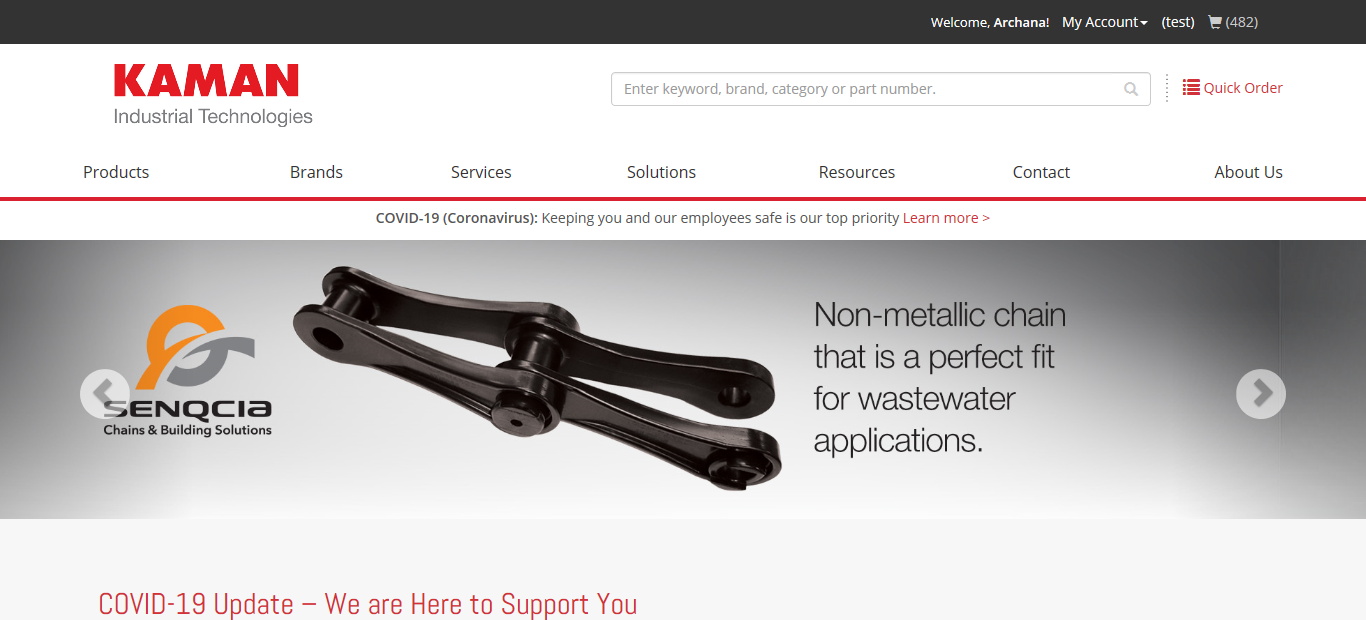 Welcome, Archana! My Account (test) (482)
KAMAN
Industrial Technologies
Enter keyword, brand, category or part number.
Quick Order
Products Brands Services Solutions Resources Contact About Us
COVID-19 (Coronavirus): Keeping you and our employees safe is our top priority Learn more >
SENQCIA
Chains & Building Solutions
Non-metallic chain
that is a perfect fit
for wastewater
applications.
COVID-19 Update – We are Here to Support You